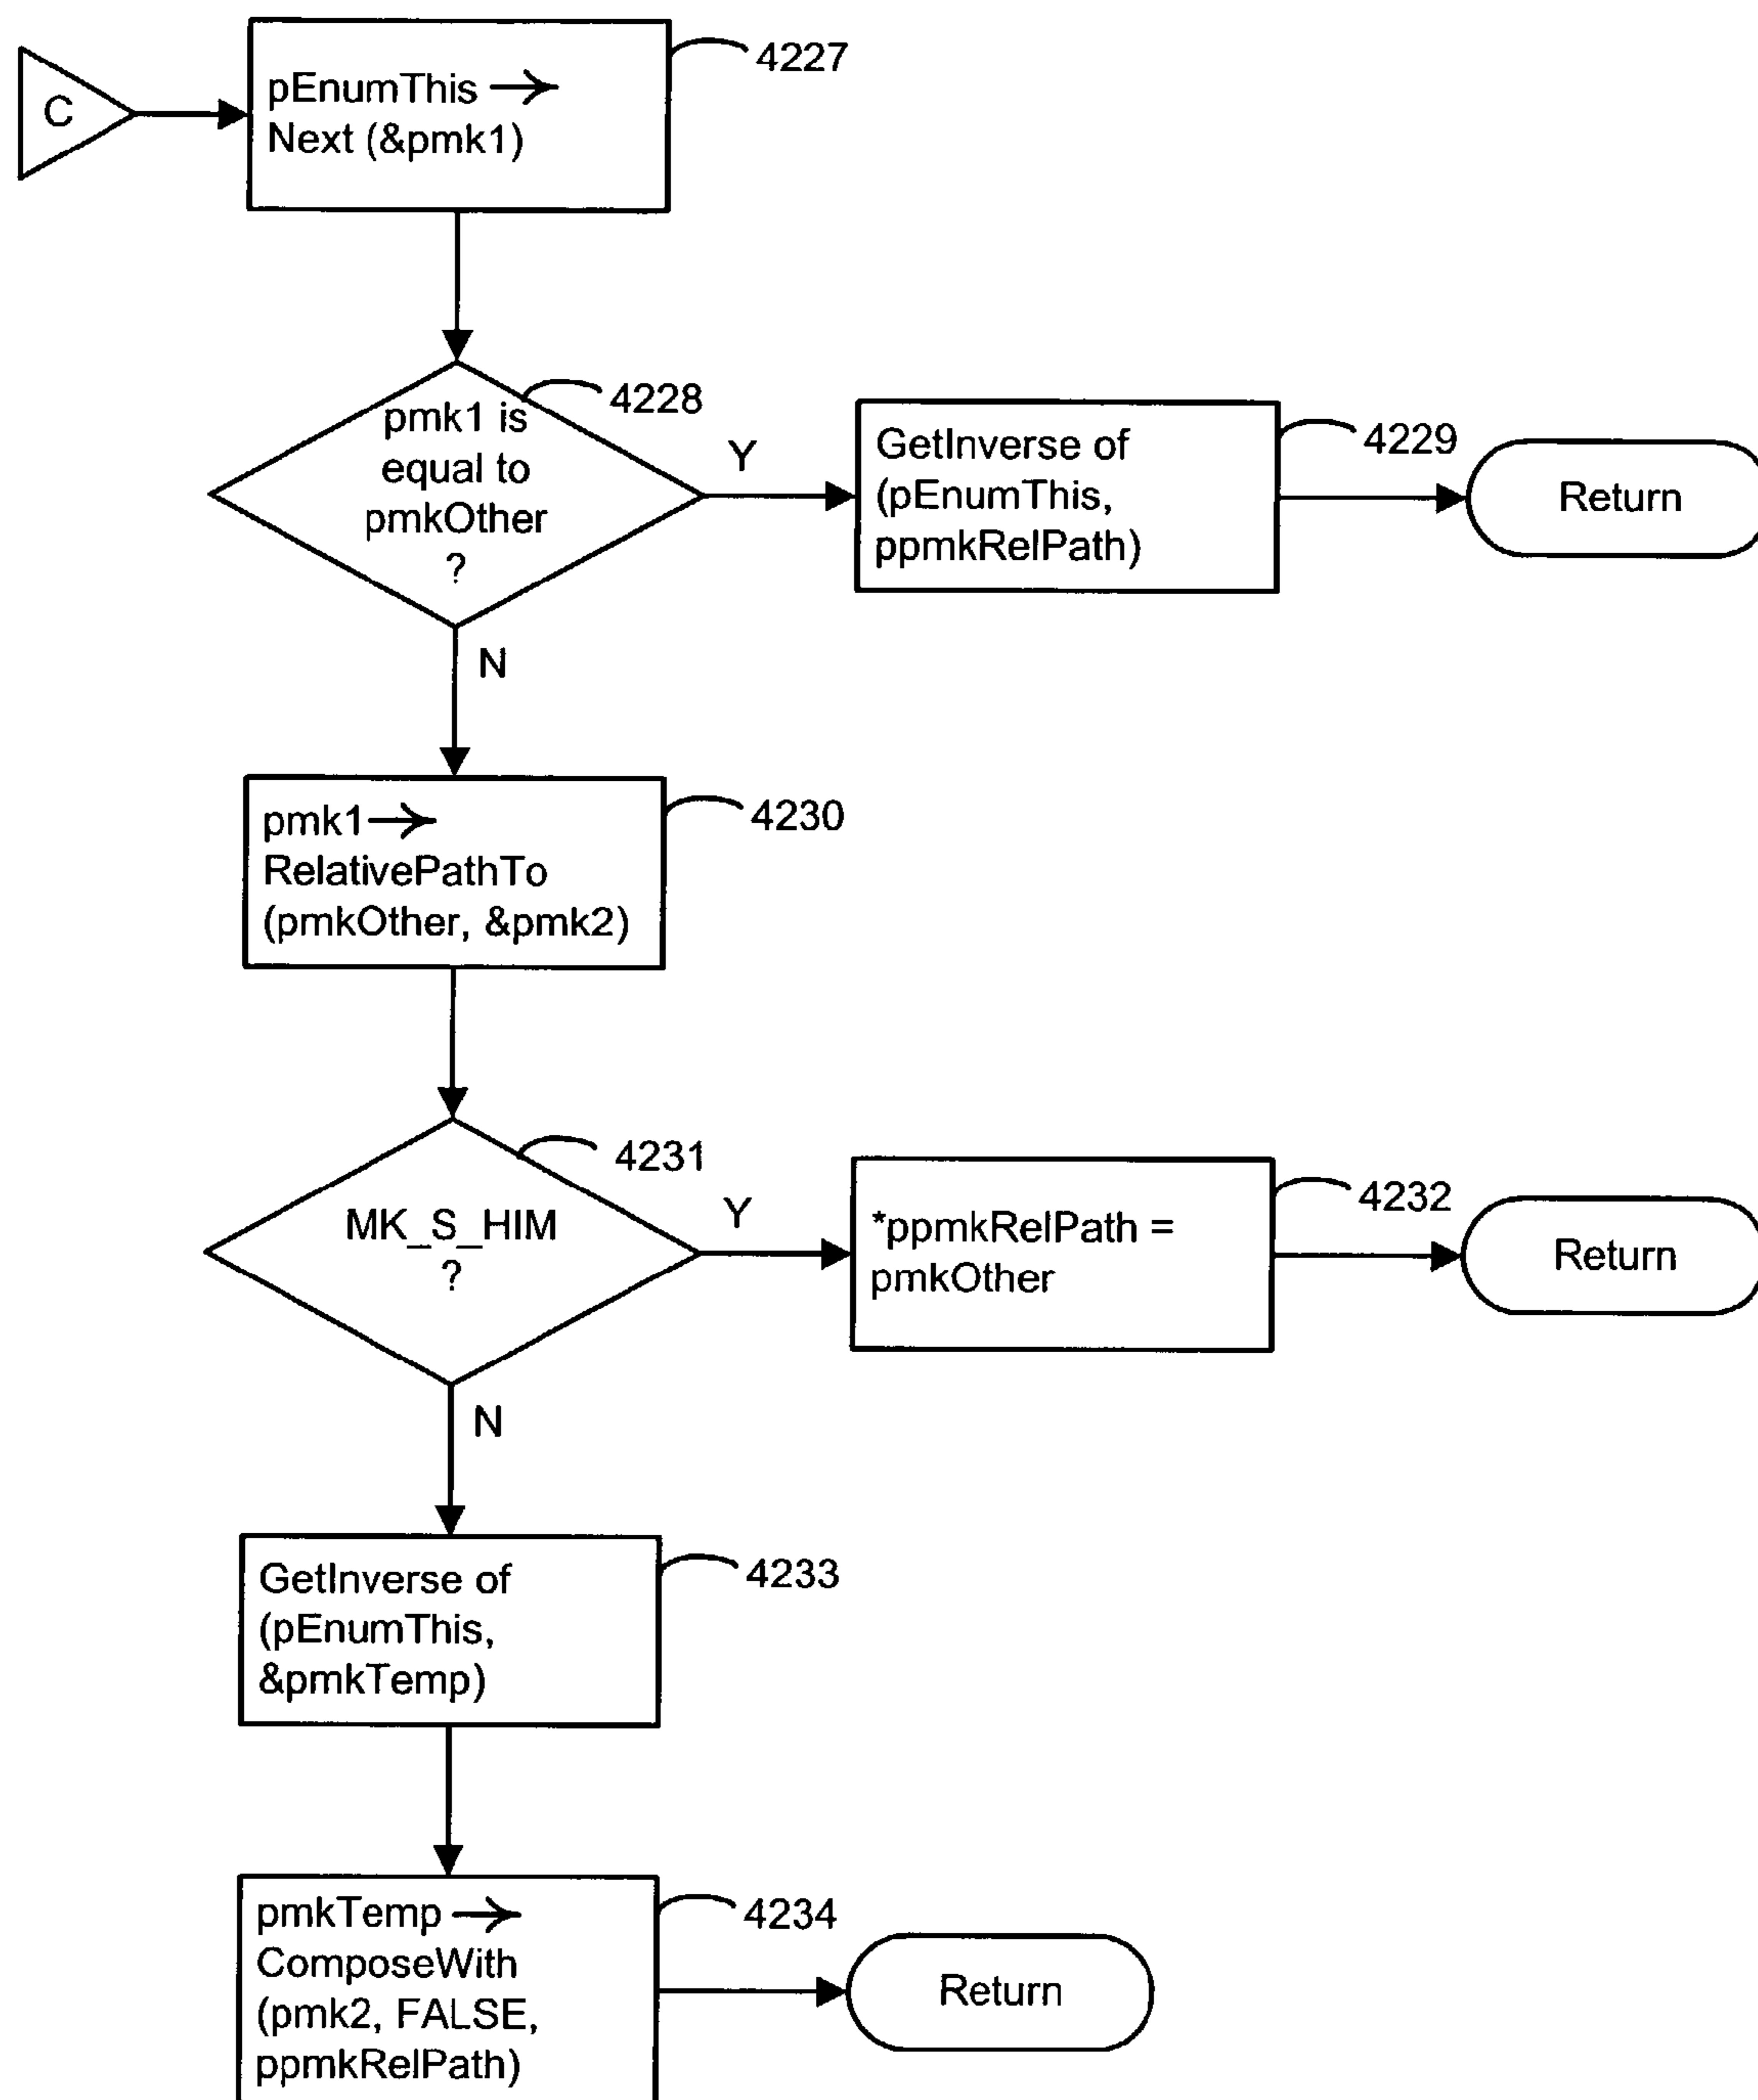 C
pEnumThis →
Next (&pmk1)
4227
pmk1 is
equal to
pmkOther
?
4228
Y
GetInverse of
(pEnumThis,
ppmkRelPath)
4229
Return
N
pmk1→
RelativePathTo
(pmkOther, &pmk2)
4230
MK_S_HIM
?
4231
Y
*ppmkRelPath =
pmkOther
4232
Return
N
GetInverse of
(pEnumThis,
&pmkTemp)
4233
pmkTemp →
ComposeWith
(pmk2, FALSE,
ppmkRelPath)
4234
Return